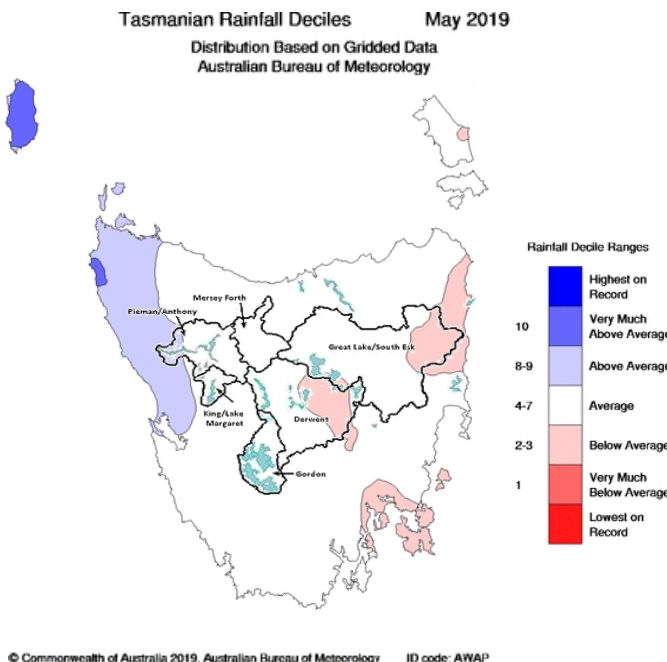 Tasmanian Rainfall Deciles May 2019
Distribution Based on Gridded Data
Australian Bureau of Meteorology
Rainfall Decile Ranges
Highest on
Record
10 Very Much
Above Average
8-9 Above Average
4-7 Average
2-3 Below Average
1 Very Much
Below Average
Lowest on
Record
Mersey Forth
Pieman/Anthony
Great Lake/South Esk
King/Lake
Margaret
Derwent
Gordon
© Commonwealth of Australia 2019, Australian Bureau of Meteorology ID code: AWAP